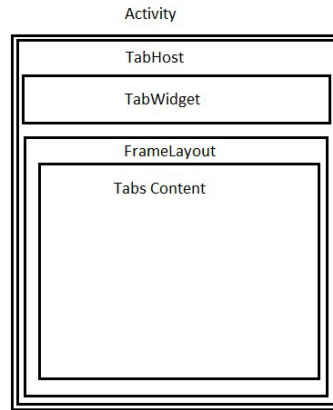 Activity
TabHost
TabWidget
FrameLayout
Tabs Content